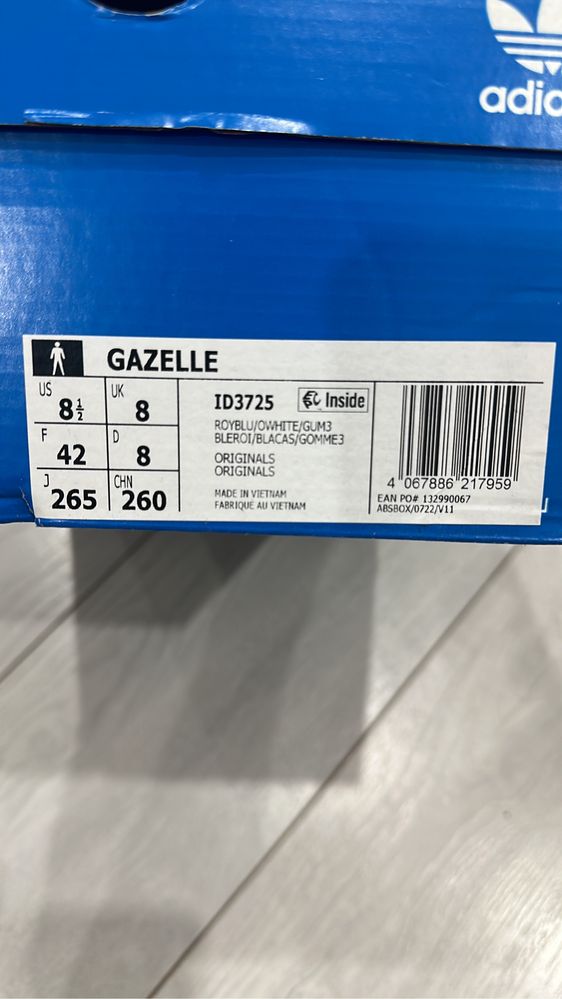 adid
GAZELLE
US
8½
UK
8
F
42
D
8
J
265
CHN
260
ID3725
Inside
ROYBLU/OWHITE/GUM3
BLEROI/BLACAS/GOMME3
ORIGINALS
ORIGINALS
MADE IN VIETNAM
FABRIQUE AU VIETNAM
4 067886 217959
EAN PO# 132990067
ABSBOX/0722/V11